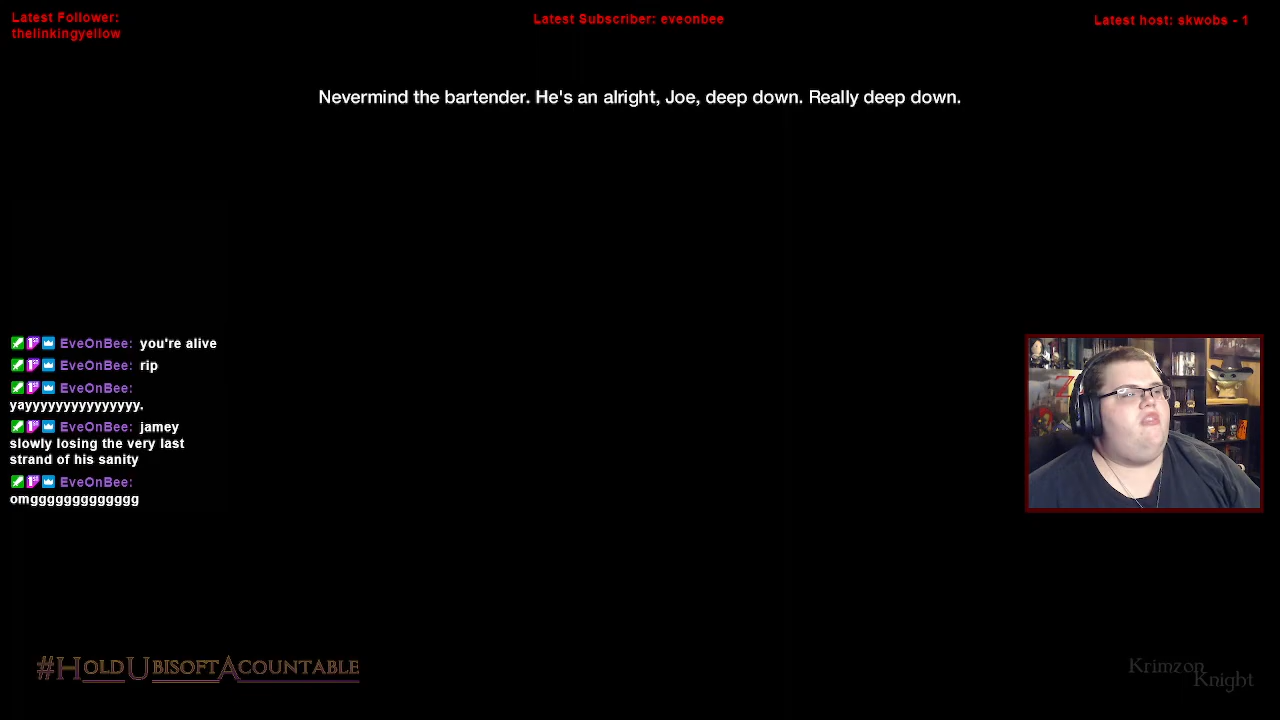 Latest Follower:
thelinkingyellow
Latest Subscriber: eveonbee
Latest host: skwobs - 1
Nevermind the bartender. He's an alright, Joe, deep down. Really deep down.
EveOnBee: you're alive
EveOnBee: rip
EveOnBee:
yayyyyyyyyyyyyyyy.
EveOnBee: jamey
slowly losing the very last
strand of his sanity
EveOnBee:
omggggggggggggg
#HoldUbisoftAcountable
Krimzon
Knight